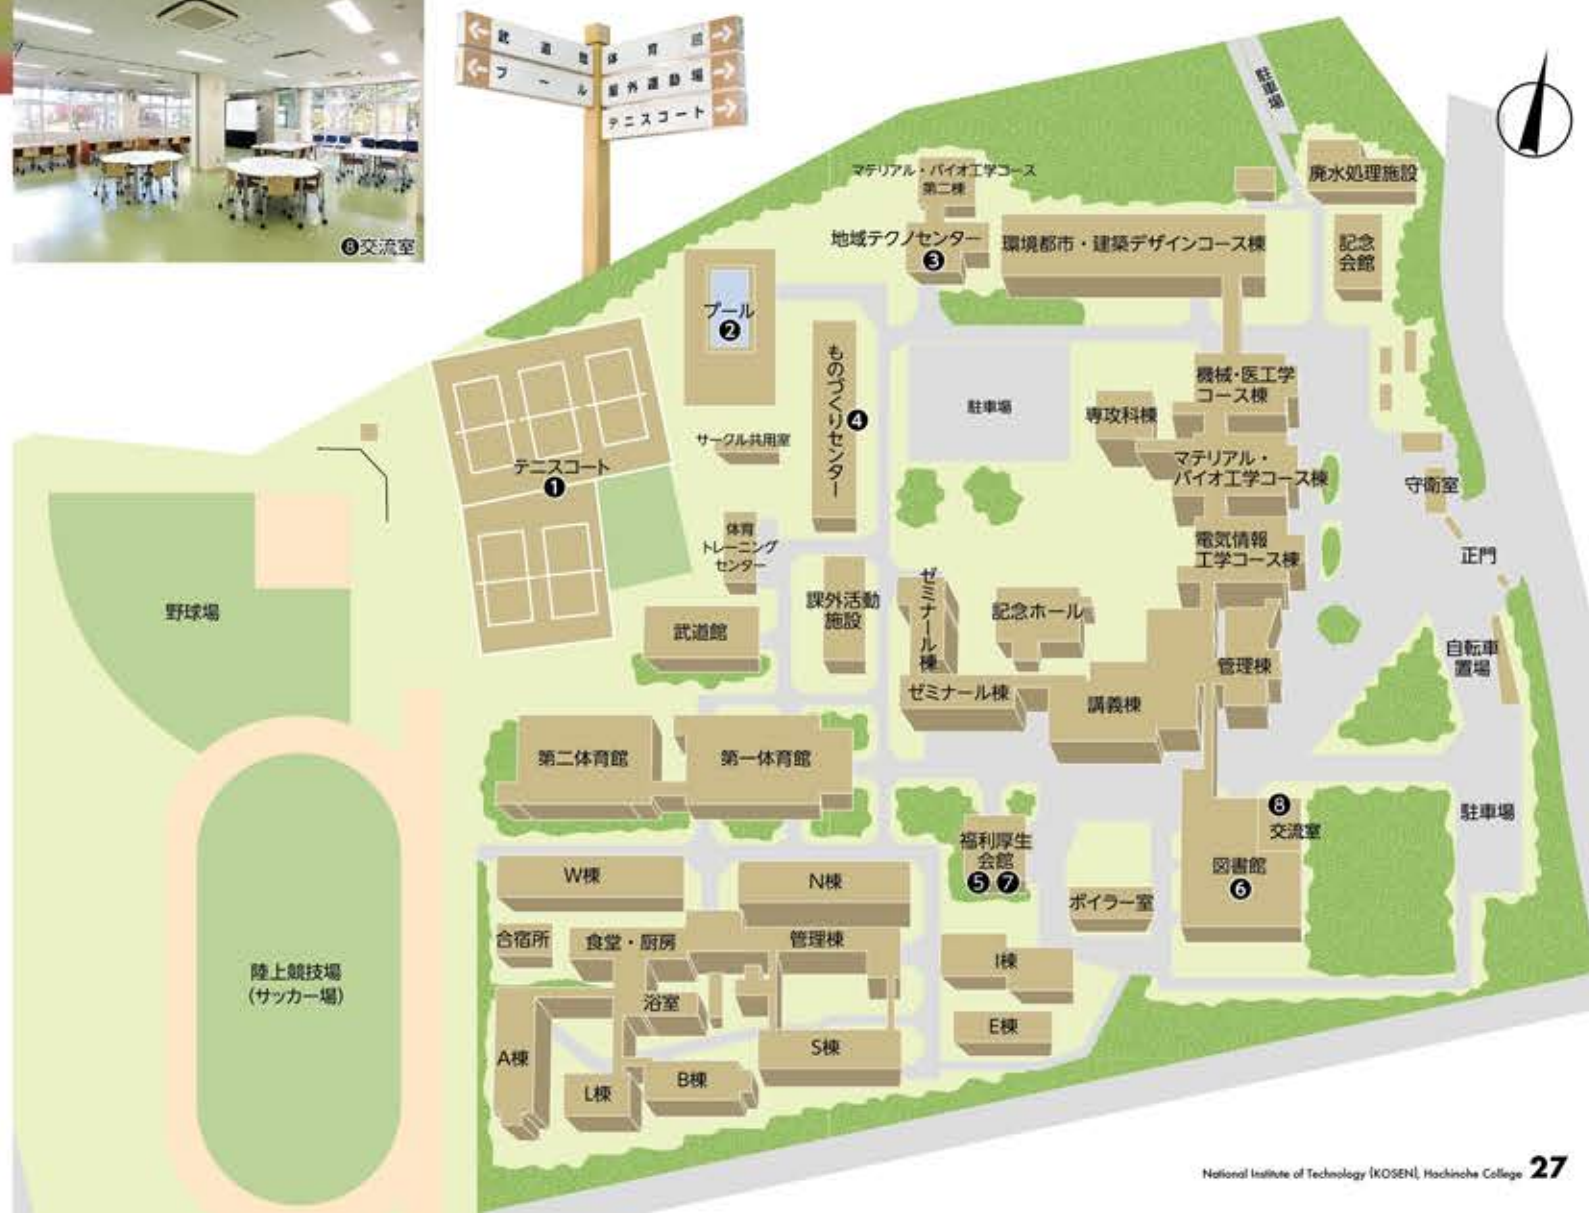 ❽交流室
武道館
プール
体育館
屋外運動場
テニスコート
駐車場
廃水処理施設
マテリアル・バイオ工学コース
第二棟
地域テクノセンター
❸
環境都市・建築デザインコース棟
記念
会館
プール
❷
ものづくりセンター
❹
駐車場
機械・医工学
コース棟
専攻科棟
サークル共用室
テニスコート
❶
マテリアル・
バイオ工学コース棟
守衛室
体育
トレーニング
センター
電気情報
工学コース棟
正門
野球場
武道館
課外活動
施設
ゼミナール棟
記念ホール
自転車
置場
管理棟
ゼミナール棟
講義棟
第二体育館
第一体育館
❽
交流室
駐車場
福利厚生
会館
❺ ❼
図書館
❻
W棟
N棟
ボイラー室
合宿所
食堂・厨房
管理棟
I棟
陸上競技場
(サッカー場)
浴室
E棟
A棟
S棟
L棟
B棟
National Institute of Technology (KOSEN), Hachinohe College 27